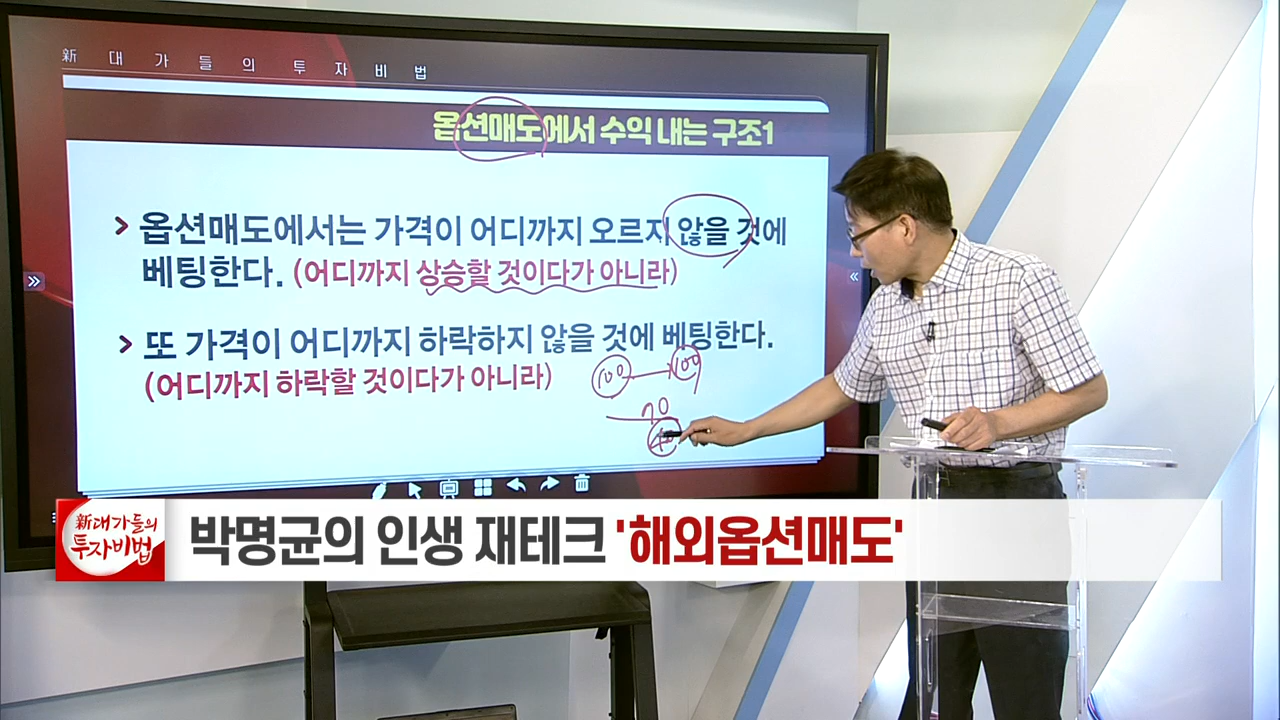 新 대 가 들 의 투 자 비 법
옵션매도에서 수익 내는 구조1
옵션매도에서는 가격이 어디까지 오르지 않을 것에
베팅한다. (어디까지 상승할 것이다가 아니라)
또 가격이 어디까지 하락하지 않을 것에 베팅한다.
(어디까지 하락할 것이다가 아니라)
100 100
70
新대가들의
투자비법
박명균의 인생 재테크 '해외옵션매도'